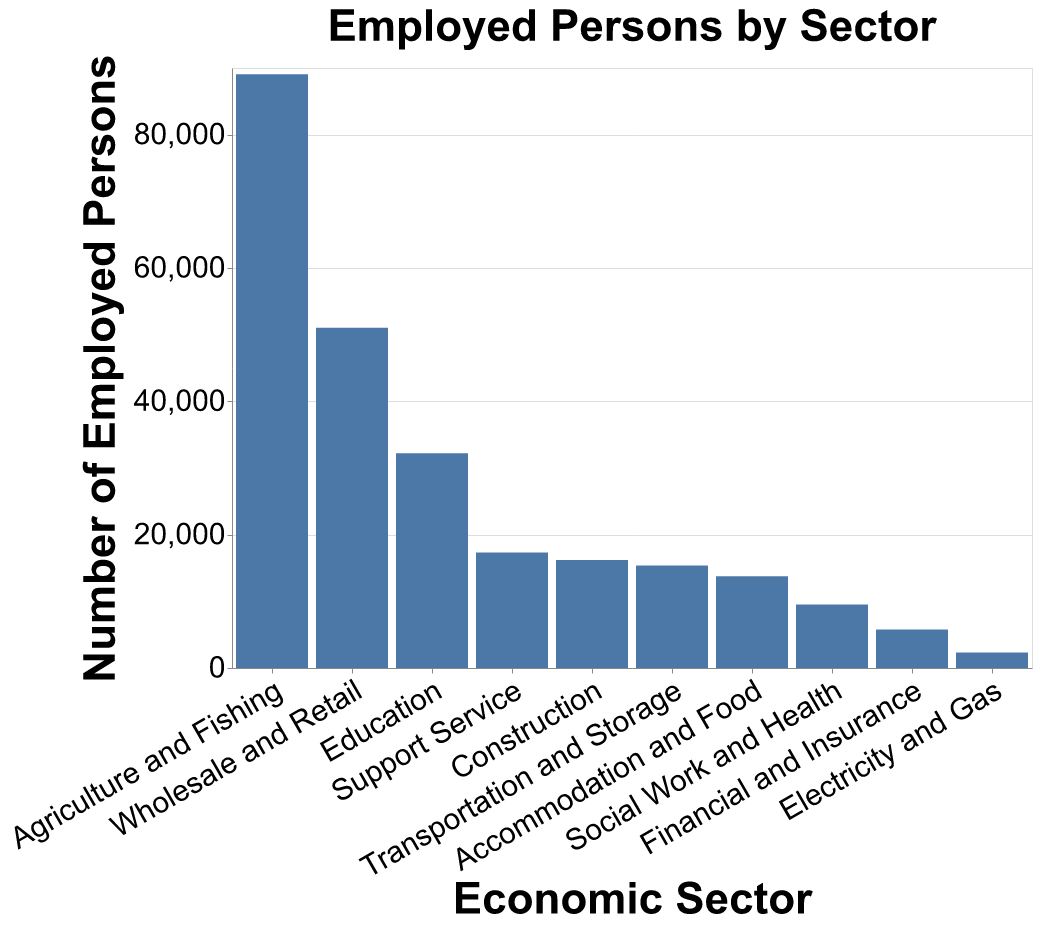 Employed Persons by Sector
Number of Employed Persons
80,000
60,000
40,000
20,000
0
Agriculture and Fishing
Wholesale and Retail
Education
Support Service
Construction
Transportation and Storage
Accommodation and Food
Social Work and Health
Financial and Insurance
Electricity and Gas
Economic Sector